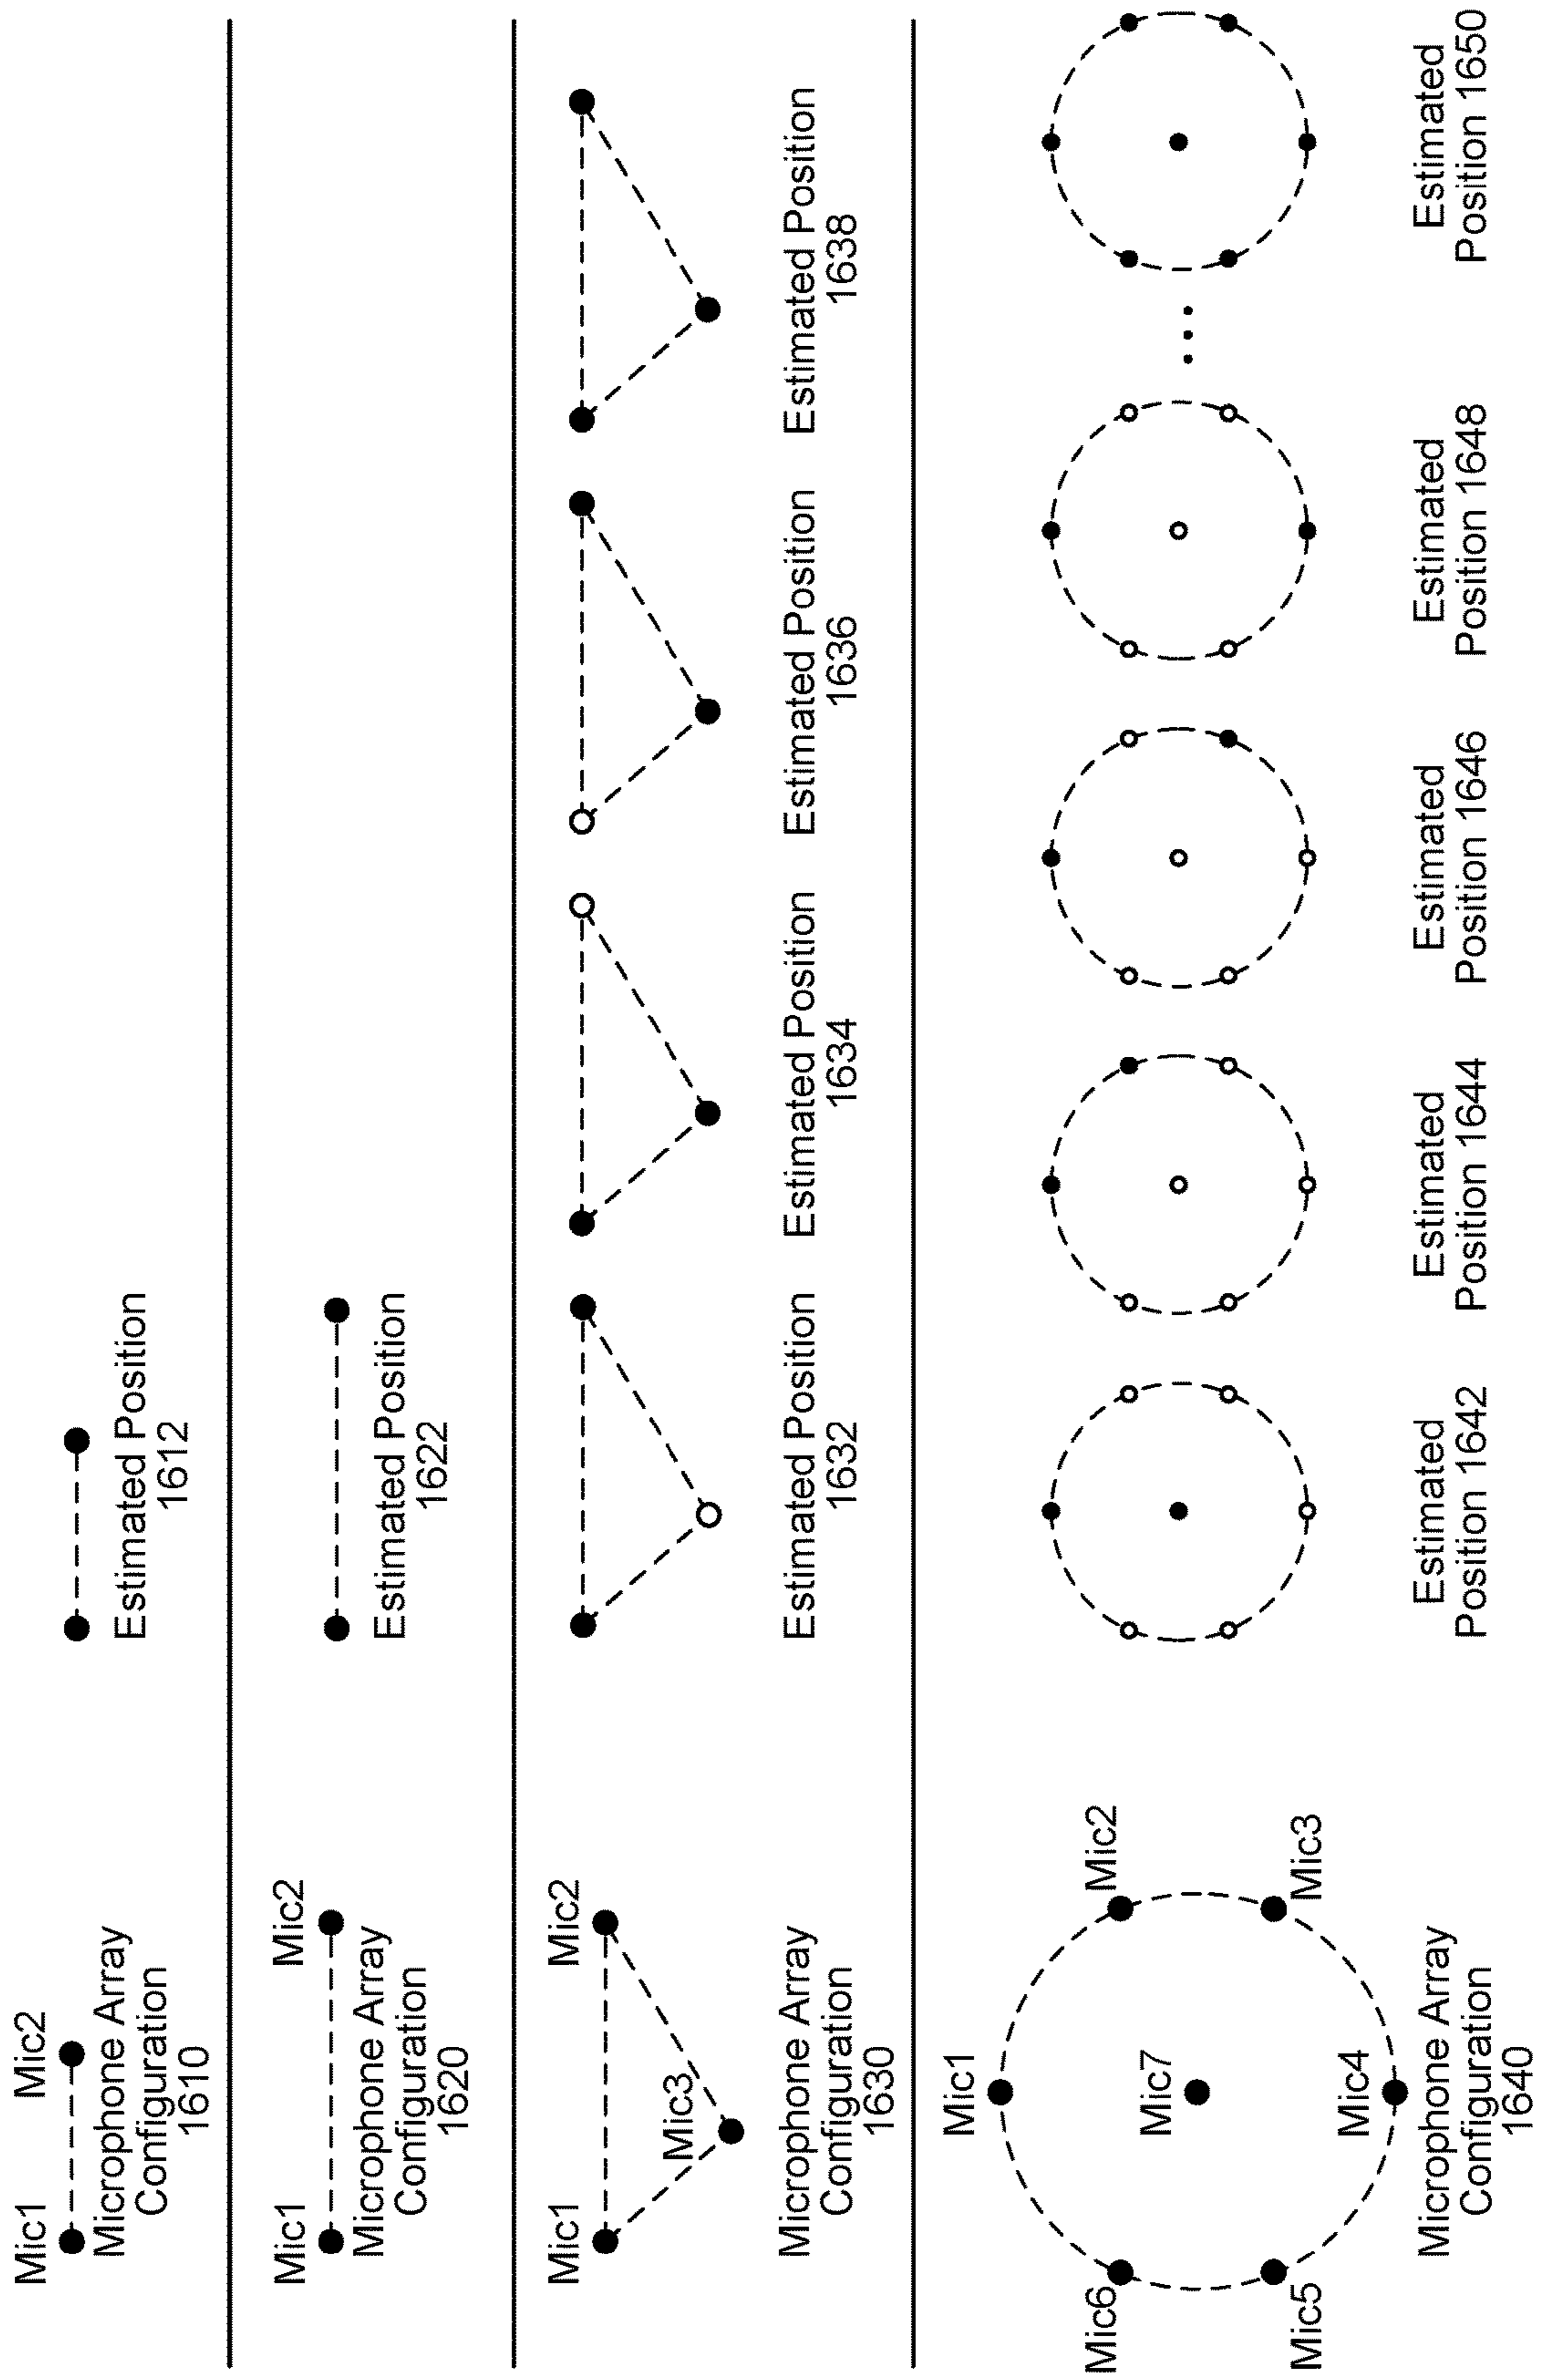 Mic1
Mic2
Microphone Array
Configuration
1610
Estimated Position
1612
Mic1
Mic2
Microphone Array
Configuration
1620
Estimated Position
1622
Mic1
Mic2
Mic3
Microphone Array
Configuration
1630
Estimated Position
1632
Estimated Position
1634
Estimated Position
1636
Estimated Position
1638
Mic1
Mic6
Mic2
Mic7
Mic5
Mic3
Mic4
Microphone Array
Configuration
1640
Estimated
Position 1642
Estimated
Position 1644
Estimated
Position 1646
Estimated
Position 1648
...
Estimated
Position 1650